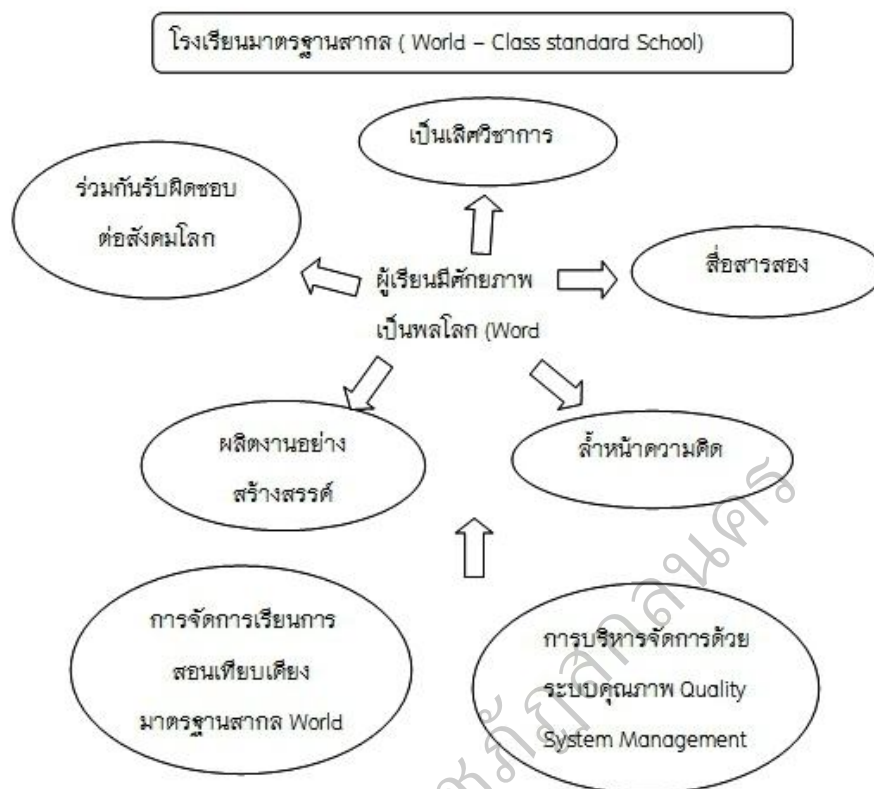 โรงเรียนมาตรฐานสากล ( World – Class standard School)
เป็นเลิศวิชาการ
ร่วมกันรับผิดชอบ
ต่อสังคมโลก
สื่อสารสอง
ผู้เรียนมีศักยภาพ
เป็นพลโลก (Word
ผลิตงานอย่าง
สร้างสรรค์
ล้ำหน้าความคิด
การจัดการเรียนการ
สอนเทียบเคียง
มาตรฐานสากล World
การบริหารจัดการด้วย
ระบบคุณภาพ Quality
System Management